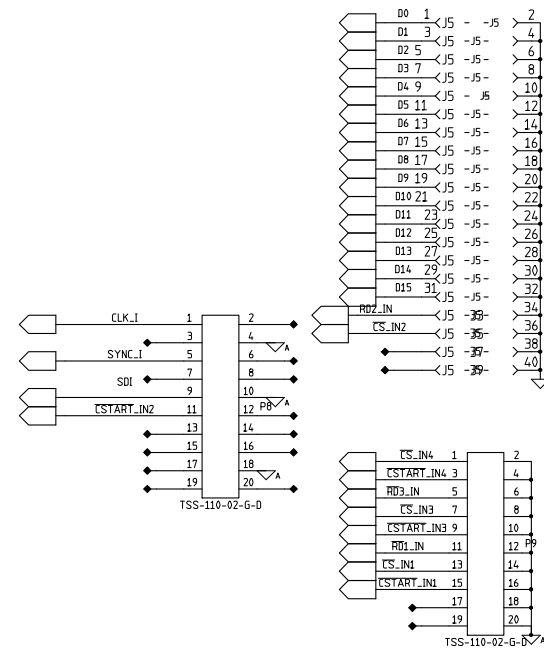 D0 1 J5 - -J5 2
D1 3 J5 -J5- 4
D2 5 J5 -J5- 6
D3 7 J5 -J5- 8
D4 9 J5 - J5 10
D5 11 J5 -J5- 12
D6 13 J5 -J5- 14
D7 15 J5 -J5- 16
D8 17 J5 -J5- 18
D9 19 J5 -J5- 20
D10 21 J5 -J5- 22
D11 23 J5 -J5- 24
D12 25 J5 -J5- 26
D13 27 J5 -J5- 28
D14 29 J5 -J5- 30
D15 31 J5 -J5- 32
RD2_IN J5 34
CS_IN2 J5 36
J5 38
J5 40
CLK_I 1 2
3 4 A
SYNC_I 5 6
7 8
SDI 9 10 A
CSTART_IN2 11 12 P8
13 14
15 16
17 18 A
19 20
TSS-110-02-G-D
CS_IN4 1 2
CSTART_IN4 3 4
RD3_IN 5 6
CS_IN3 7 8
CSTART_IN3 9 10
RD1_IN 11 12 P9
CS_IN1 13 14
CSTART_IN1 15 16
17 18
19 20
TSS-110-02-G-D A